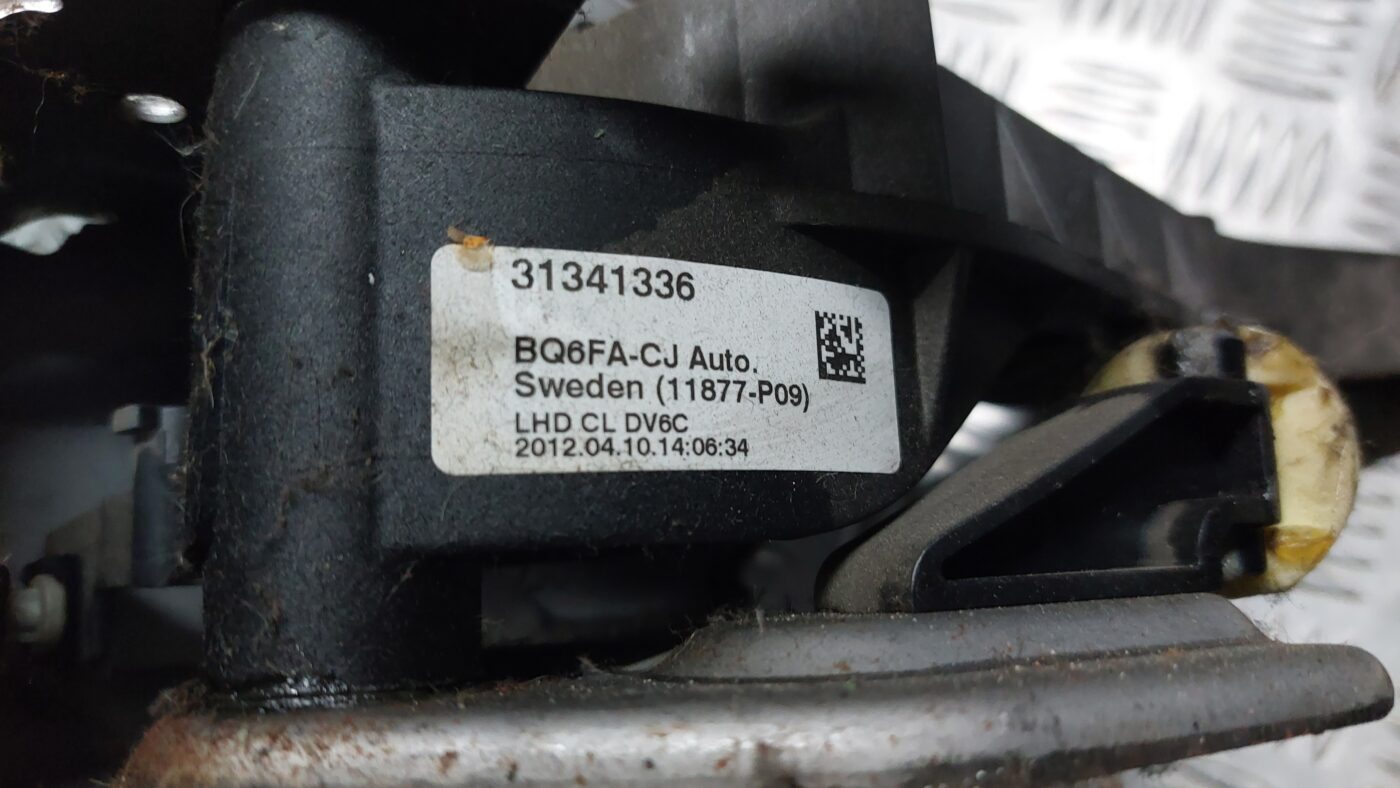 31341336
BQ6FA-CJ Auto.
Sweden (11877-P09)
LHD CL DV6C
2012.04.10.14:06:34